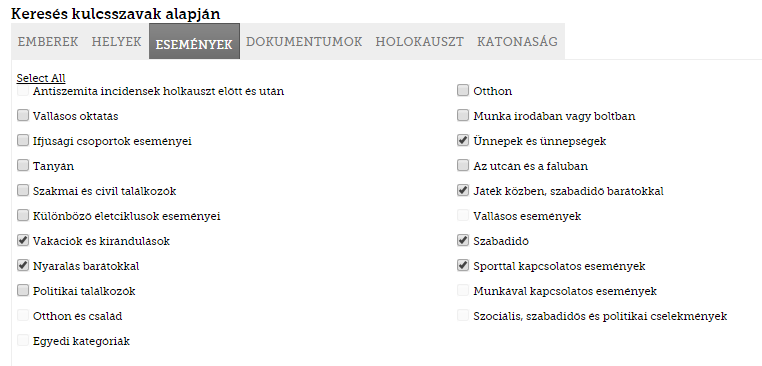 Keresés kulcsszavak alapján
EMBEREK HELYEK ESEMÉNYEK DOKUMENTUMOK HOLOKAUSZT KATONASÁG
Select All
Antiszemita incidensek holkauszt előtt és után
Vallásos oktatás
Ifjúsági csoportok eseményei
Tanyán
Szakmai és civil találkozók
Különböző életciklusok eseményei
Vakációk és kirándulások
Nyaralás barátokkal
Politikai találkozók
Otthon és család
Egyedi kategóriák
Otthon
Munka irodában vagy boltban
Ünnepek és ünnepségek
Az utcán és a faluban
Játék közben, szabadidő barátokkal
Vallásos események
Szabadidő
Sporttal kapcsolatos események
Munkával kapcsolatos események
Szociális, szabadidős és politikai cselekmények